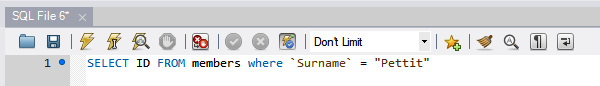 SQL File 6*
Don't Limit
1 SELECT ID FROM members where `Surname` = "Pettit"